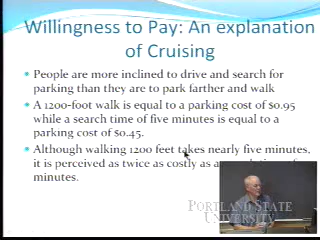 Willingness to Pay: An explanation
of Cruising
People are more inclined to drive and search for
parking than they are to park farther and walk
A 1200-foot walk is equal to a parking cost of $0.95
while a search time of five minutes is equal to a
parking cost of $0.45.
Although walking 1200 feet takes nearly five minutes,
it is perceived as twice as costly as a
minutes.
PORTLAND STATE
UNIVERSITY